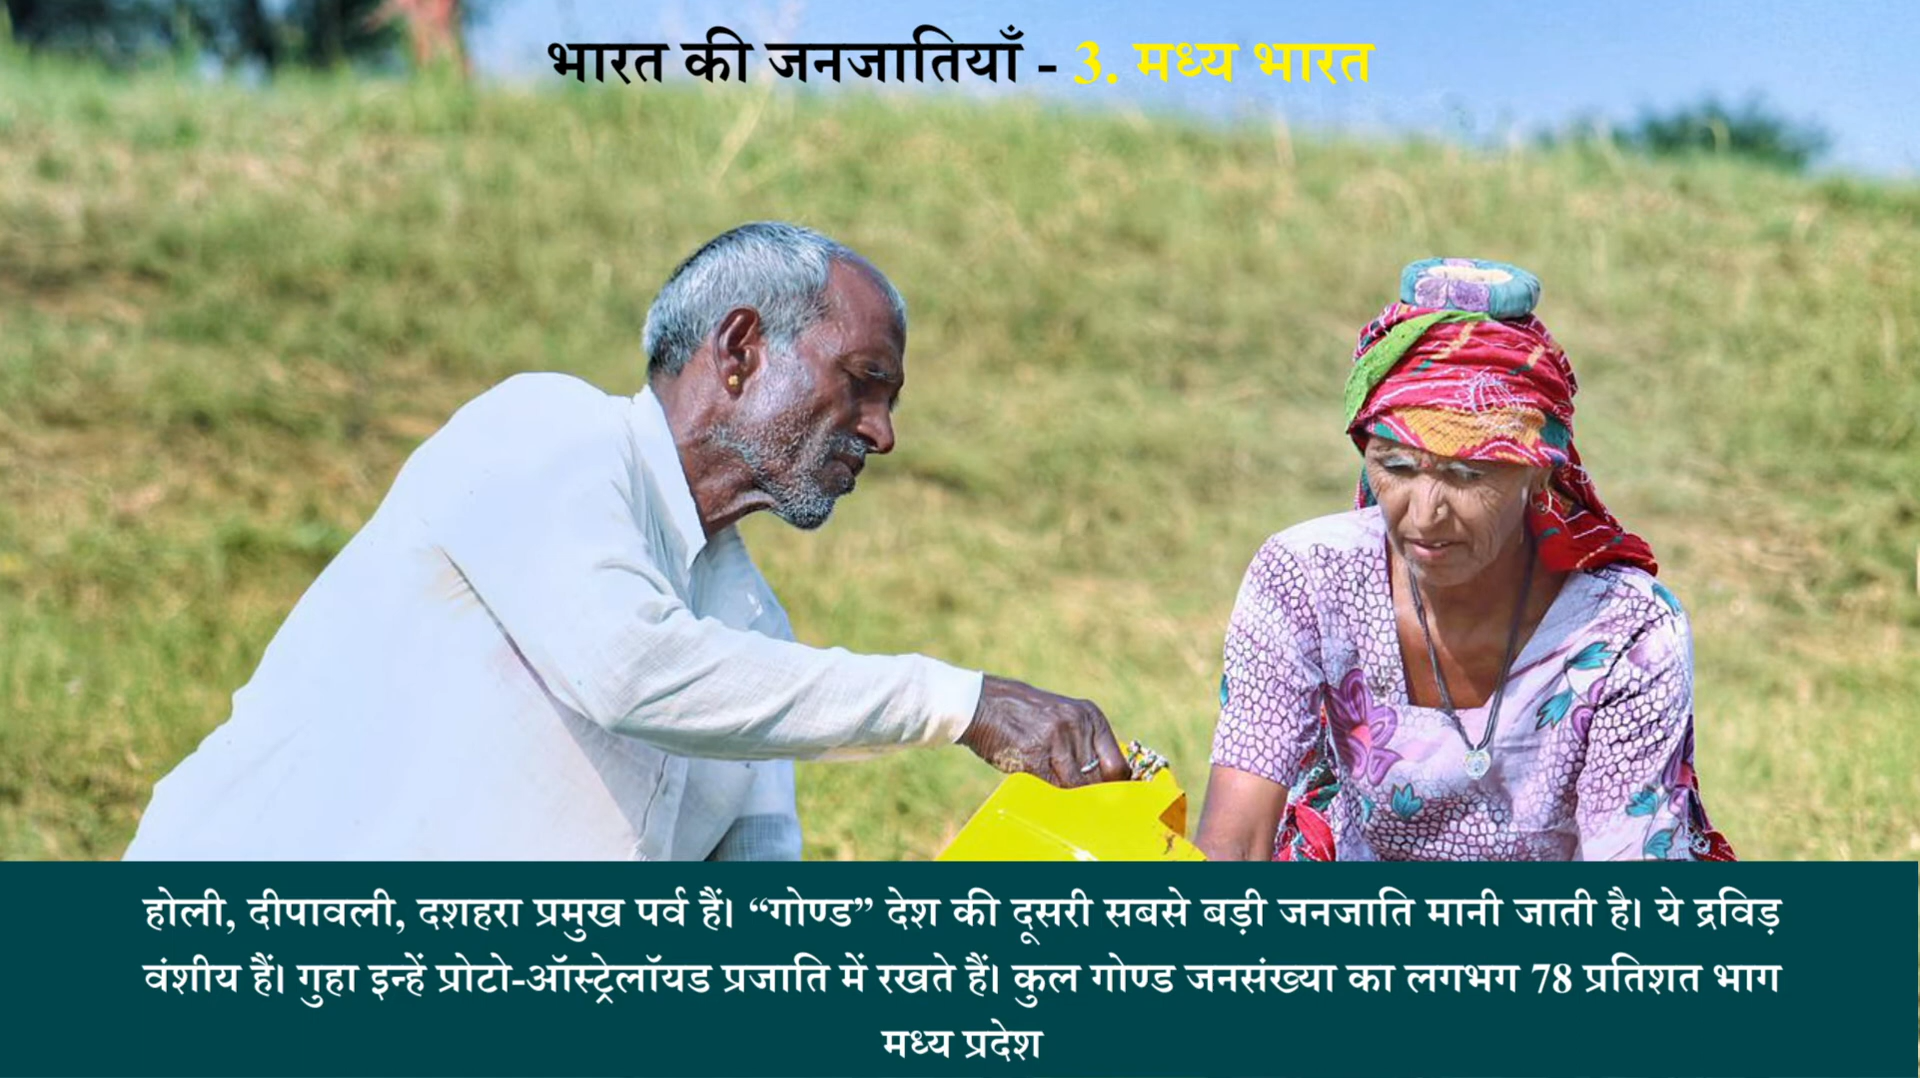 भारत की जनजातियाँ - 3. मध्य भारत
होली, दीपावली, दशहरा प्रमुख पर्व हैं। “गोण्ड” देश की दूसरी सबसे बड़ी जनजाति मानी जाती है। ये द्रविड़
वंशीय हैं। गुहा इन्हें प्रोटो-ऑस्ट्रेलॉयड प्रजाति में रखते हैं। कुल गोण्ड जनसंख्या का लगभग 78 प्रतिशत भाग
मध्य प्रदेश